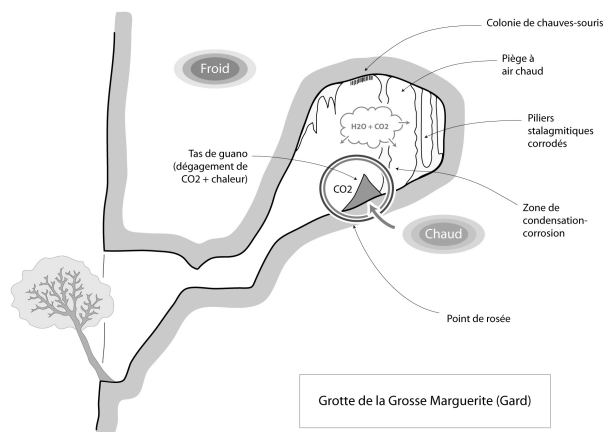 Colonie de chauves-souris
Froid
Piège à
air chaud
H2O + CO2
Piliers
stalagmitiques
corrodés
Tas de guano
(dégagement de
CO2 + chaleur)
CO2
Zone de
condensation-
corrosion
Chaud
Point de rosée
Grotte de la Grosse Marguerite (Gard)